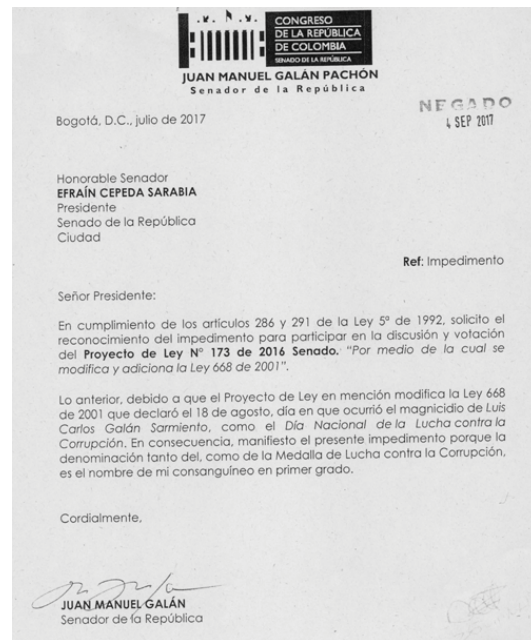 CONGRESO
DE LA REPÚBLICA
DE COLOMBIA
SENADO DE LA REPÚBLICA
JUAN MANUEL GALÁN PACHÓN
Senador de la República
NEGADO
4 SEP 2017
Bogotá, D.C., julio de 2017
Honorable Senador
EFRAÍN CEPEDA SARABIA
Presidente
Senado de la República
Ciudad
Ref: Impedimento
Señor Presidente:
En cumplimiento de los artículos 286 y 291 de la Ley 5ª de 1992, solicito el
reconocimiento del impedimento para participar en la discusión y votación
del Proyecto de Ley N° 173 de 2016 Senado. “Por medio de la cual se
modifica y adiciona la Ley 668 de 2001”.
Lo anterior, debido a que el Proyecto de Ley en mención modifica la Ley 668
de 2001 que declaró el 18 de agosto, día en que ocurrió el magnicidio de Luis
Carlos Galán Sarmiento, como el Día Nacional de la Lucha contra la
Corrupción. En consecuencia, manifiesto el presente impedimento porque la
denominación tanto del, como de la Medalla de Lucha contra la Corrupción,
es el nombre de mi consanguíneo en primer grado.
Cordialmente,
JUAN MANUEL GALÁN
Senador de la República